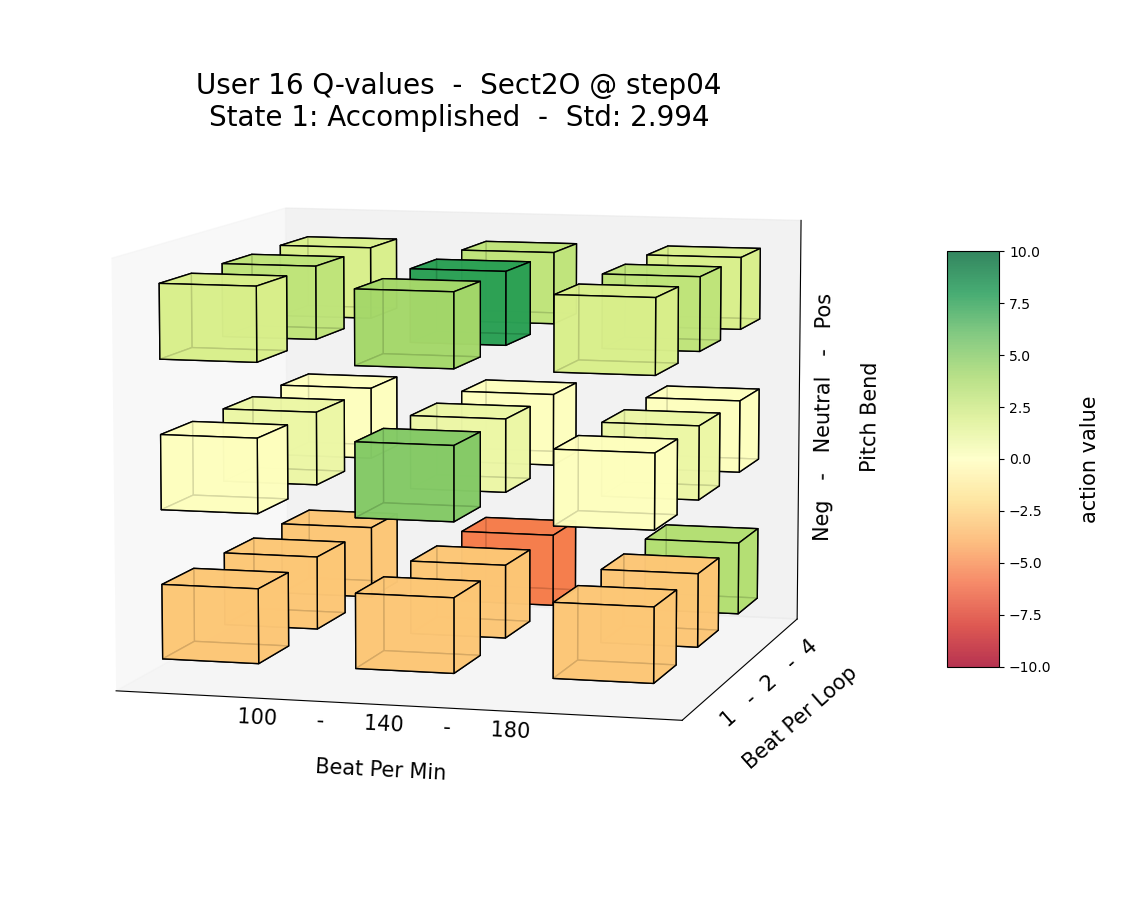 User 16 Q-values  -  Sect2O @ step04
State 1: Accomplished  -  Std: 2.994
Neg   -   Neutral   -   Pos
Pitch Bend
1  -  2  -  4
Beat Per Loop
100   -   140   -   180
Beat Per Min
10.0
7.5
5.0
2.5
0.0
−2.5
−5.0
−7.5
−10.0
action value